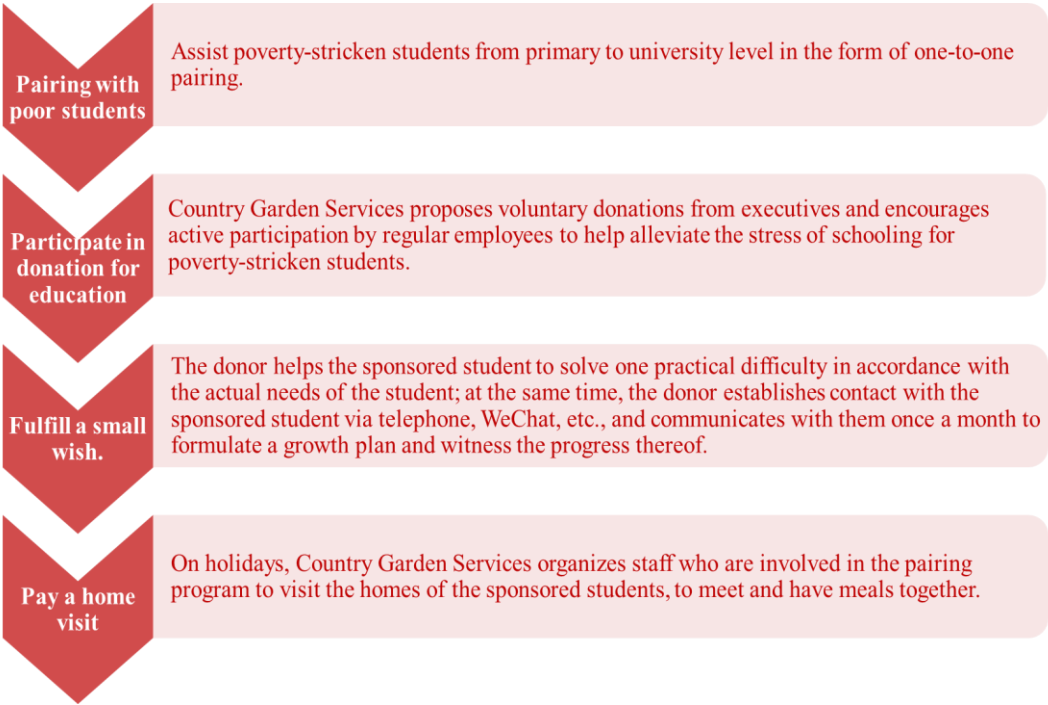 Pairing with
poor students
Assist poverty-stricken students from primary to university level in the form of one-to-one
pairing.
Participate in
donation for
education
Country Garden Services proposes voluntary donations from executives and encourages
active participation by regular employees to help alleviate the stress of schooling for
poverty-stricken students.
Fulfill a small
wish.
The donor helps the sponsored student to solve one practical difficulty in accordance with
the actual needs of the student; at the same time, the donor establishes contact with the
sponsored student via telephone, WeChat, etc., and communicates with them once a month to
formulate a growth plan and witness the progress thereof.
Pay a home
visit
On holidays, Country Garden Services organizes staff who are involved in the pairing
program to visit the homes of the sponsored students, to meet and have meals together.